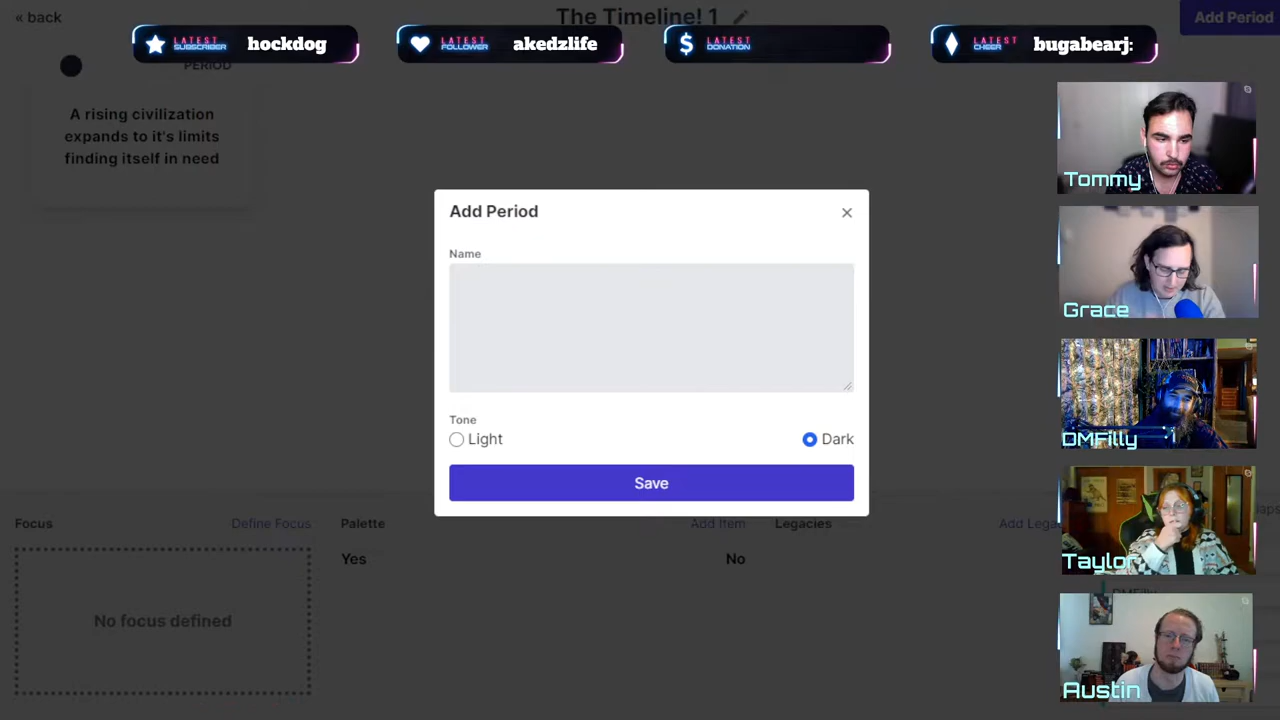 « back
The Timeline! 1
Add Period
LATEST
SUBSCRIBER
hockdog
LATEST
FOLLOWER
akedzlife
LATEST
DONATION
LATEST
CHEER
bugabearj:
PERIOD
A rising civilization
expands to it's limits
finding itself in need
Add Period
Name
Tone
Light
Dark
Save
Focus
Define Focus
Palette
Add Item
Legacies
Yes
No
No focus defined
Tommy
Grace
DMFilly
Taylor
DMFilly
Austin